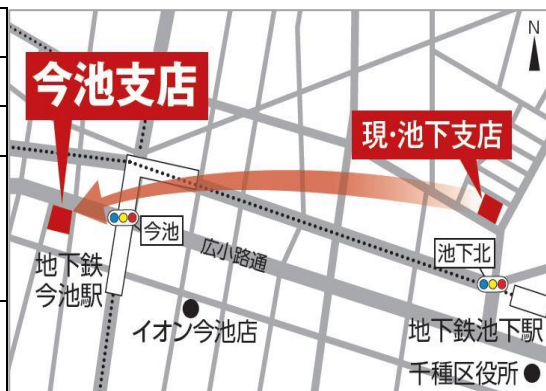 N
今池支店
現・池下支店
今池
広小路通
池下北
地下鉄
今池駅
イオン今池店
地下鉄池下駅
千種区役所